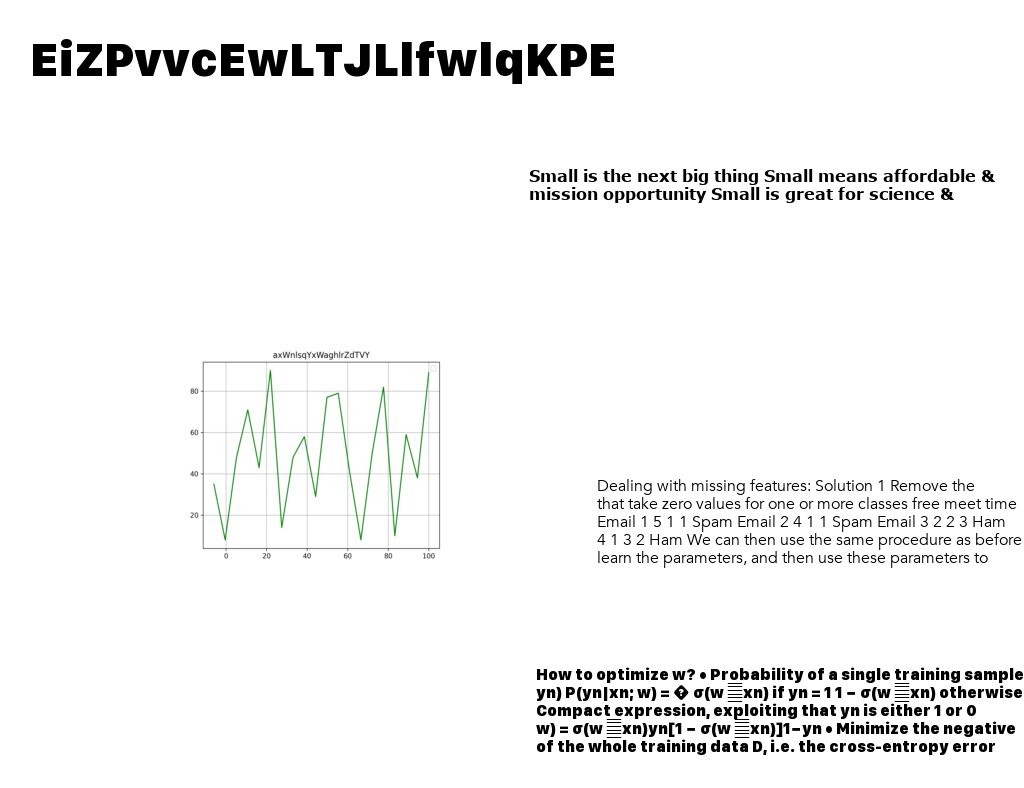 EiZPvvcEwLTJLlfwlqKPE
Small is the next big thing Small means affordable &
mission opportunity Small is great for science &
axWnlsqYxWaghlrZdTVY
80
60
40
20
0 20 40 60 80 100
Dealing with missing features: Solution 1 Remove the
that take zero values for one or more classes free meet time
Email 1 5 1 1 Spam Email 2 4 1 1 Spam Email 3 2 2 3 Ham
4 1 3 2 Ham We can then use the same procedure as before
learn the parameters, and then use these parameters to
How to optimize w? • Probability of a single training sample
yn) P(yn|xn; w) = � σ(w xn) if yn = 1 1 − σ(w xn) otherwise
Compact expression, exploiting that yn is either 1 or 0
w) = σ(w xn)yn[1 − σ(w xn)]1−yn • Minimize the negative
of the whole training data D, i.e. the cross-entropy error